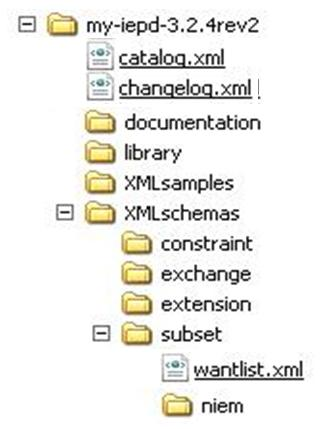 my-iepd-3.2.4rev2
catalog.xml
changelog.xml
documentation
library
XMLsamples
XMLschemas
constraint
exchange
extension
subset
wantlist.xml
niem